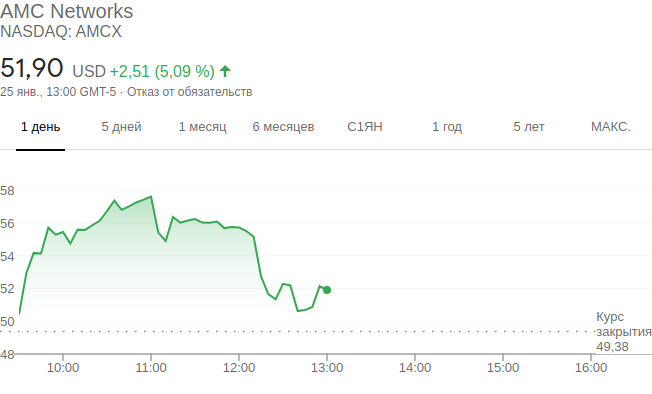 AMC Networks
NASDAQ: AMCX
51,90 USD +2,51 (5,09 %)
25 янв., 13:00 GMT-5 · Отказ от обязательств
1 день 5 дней 1 месяц 6 месяцев С1ЯН 1 год 5 лет МАКС.
58
56
54
52
50
48
Курс
закрытия
49,38
10:00 11:00 12:00 13:00 14:00 15:00 16:00